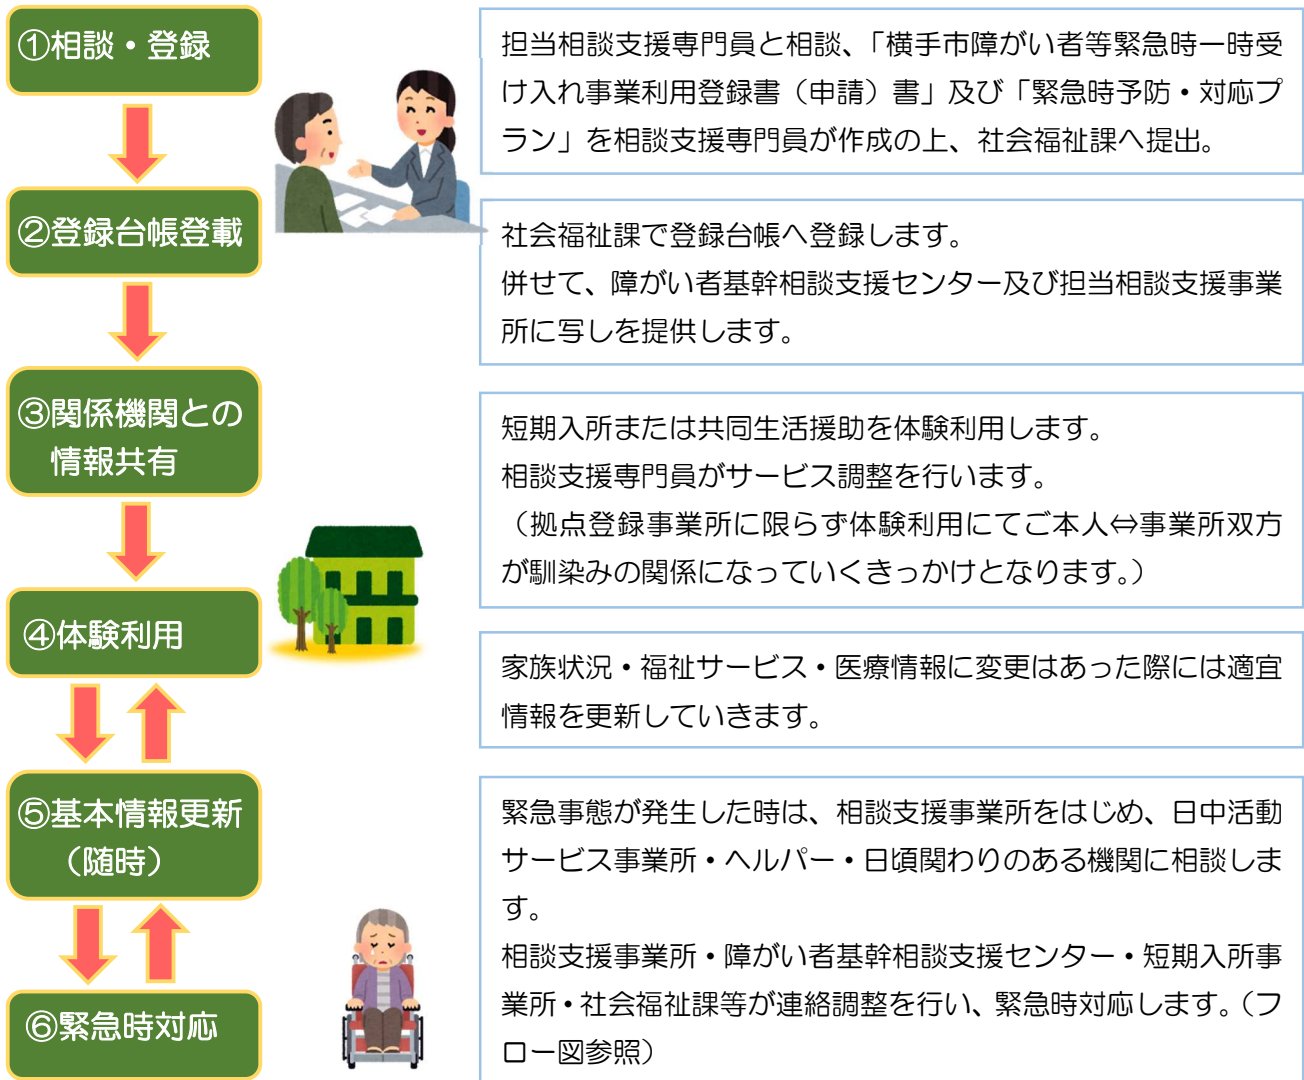 ①相談・登録
担当相談支援専門員と相談、「横手市障がい者等緊急時一時受
け入れ事業利用登録書（申請）書」及び「緊急時予防・対応プ
ラン」を相談支援専門員が作成の上、社会福祉課へ提出。
②登録台帳登載
社会福祉課で登録台帳へ登録します。
併せて、障がい者基幹相談支援センター及び担当相談支援事業
所に写しを提供します。
③関係機関との
情報共有
短期入所または共同生活援助を体験利用します。
相談支援専門員がサービス調整を行います。
（拠点登録事業所に限らず体験利用にてご本人⇔事業所双方
が馴染みの関係になっていくきっかけとなります。）
④体験利用
家族状況・福祉サービス・医療情報に変更はあった際には適宜
情報を更新していきます。
⑤基本情報更新
（随時）
緊急事態が発生した時は、相談支援事業所をはじめ、日中活動
サービス事業所・ヘルパー・日頃関わりのある機関に相談しま
す。
相談支援事業所・障がい者基幹相談支援センター・短期入所事
業所・社会福祉課等が連絡調整を行い、緊急時対応します。（フ
ロー図参照）
⑥緊急時対応